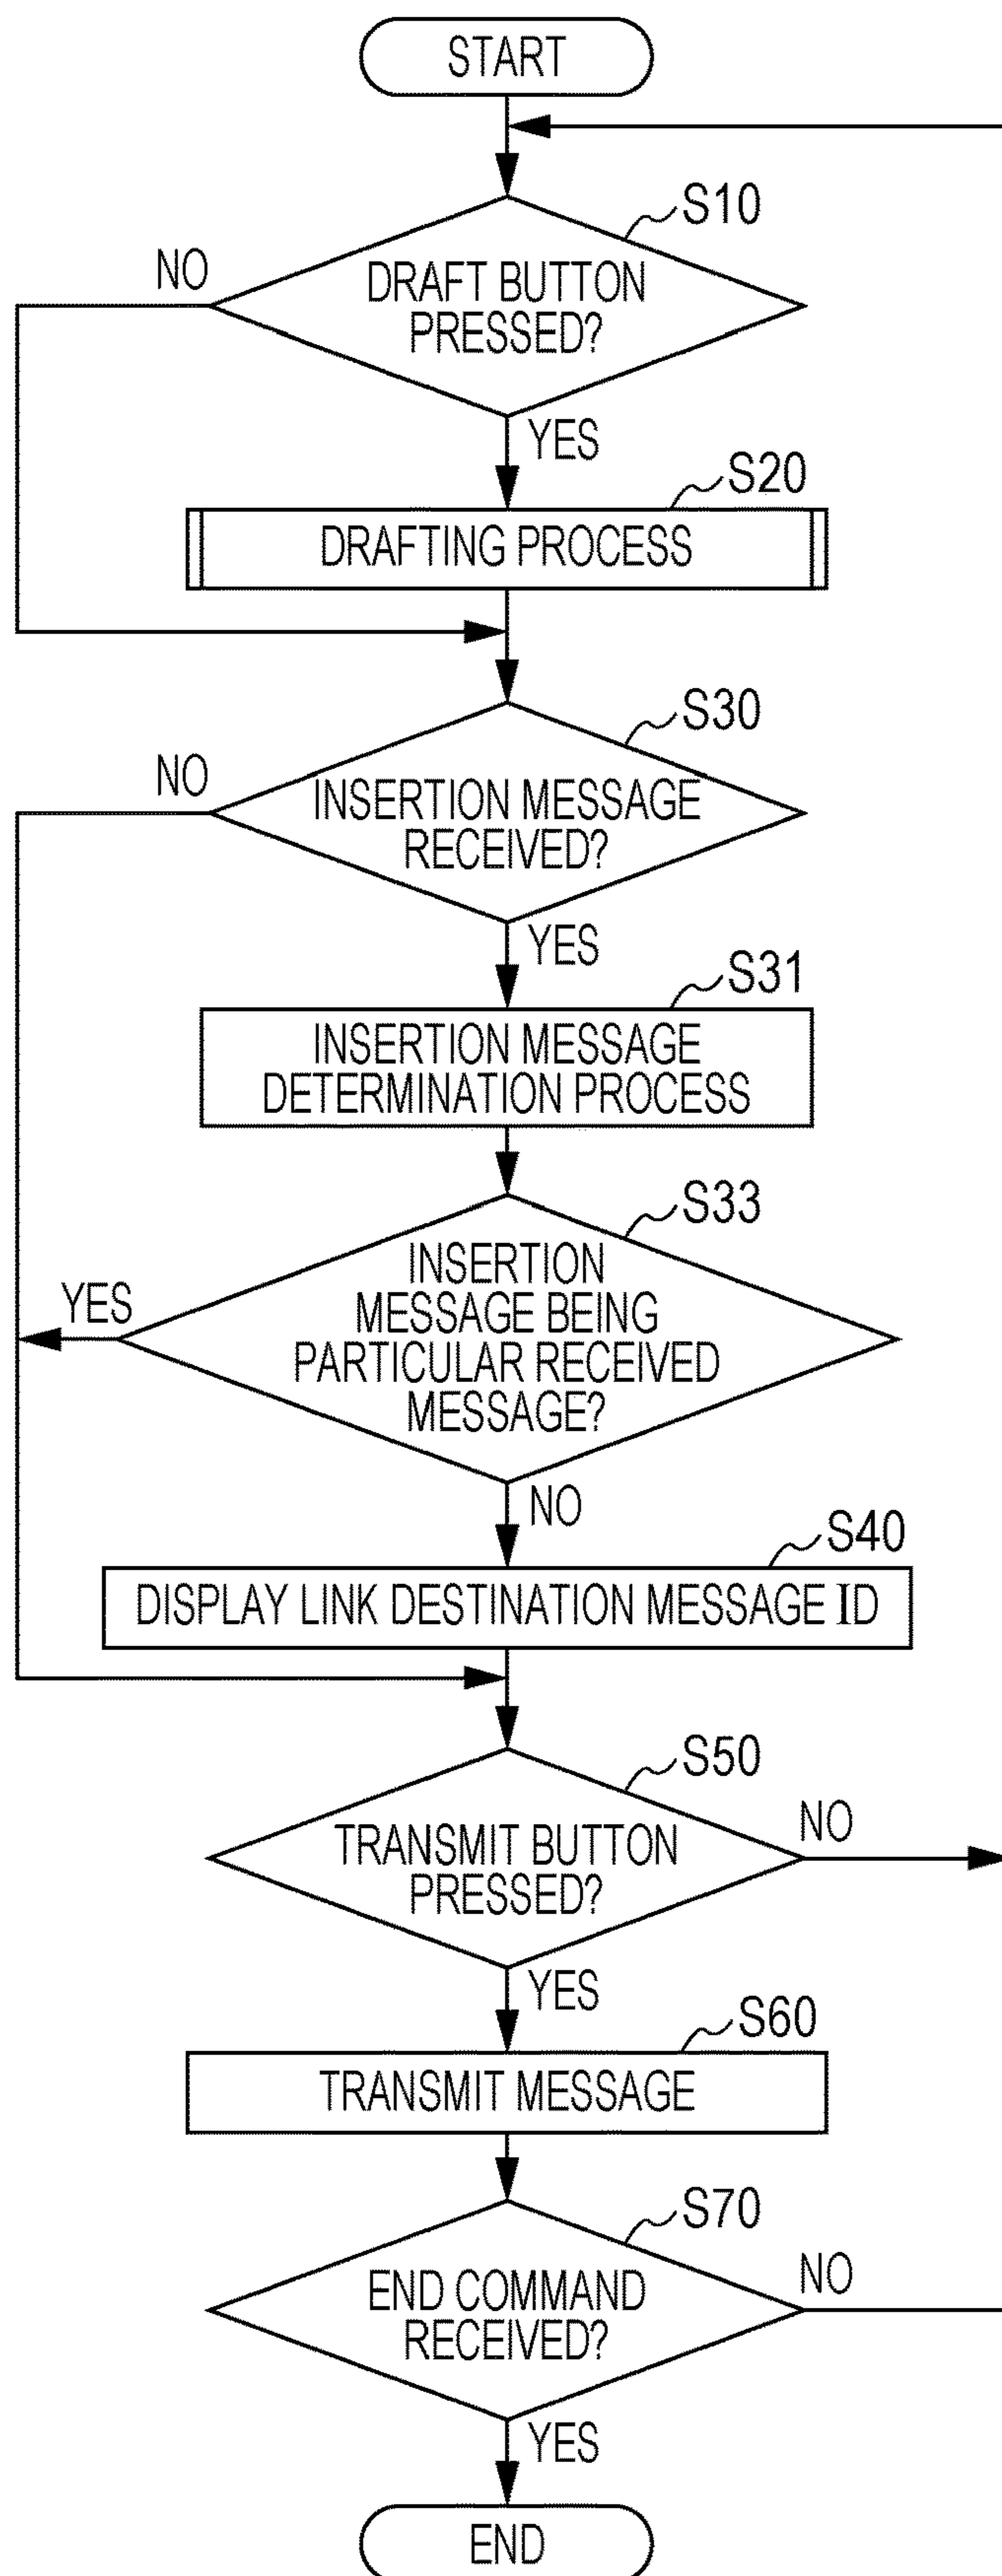 START
S10
NO
DRAFT BUTTON
PRESSED?
YES
S20
DRAFTING PROCESS
S30
NO
INSERTION MESSAGE
RECEIVED?
YES
S31
INSERTION MESSAGE
DETERMINATION PROCESS
S33
YES
INSERTION
MESSAGE BEING
PARTICULAR RECEIVED
MESSAGE?
NO
S40
DISPLAY LINK DESTINATION MESSAGE ID
S50
NO
TRANSMIT BUTTON
PRESSED?
YES
S60
TRANSMIT MESSAGE
S70
NO
END COMMAND
RECEIVED?
YES
END